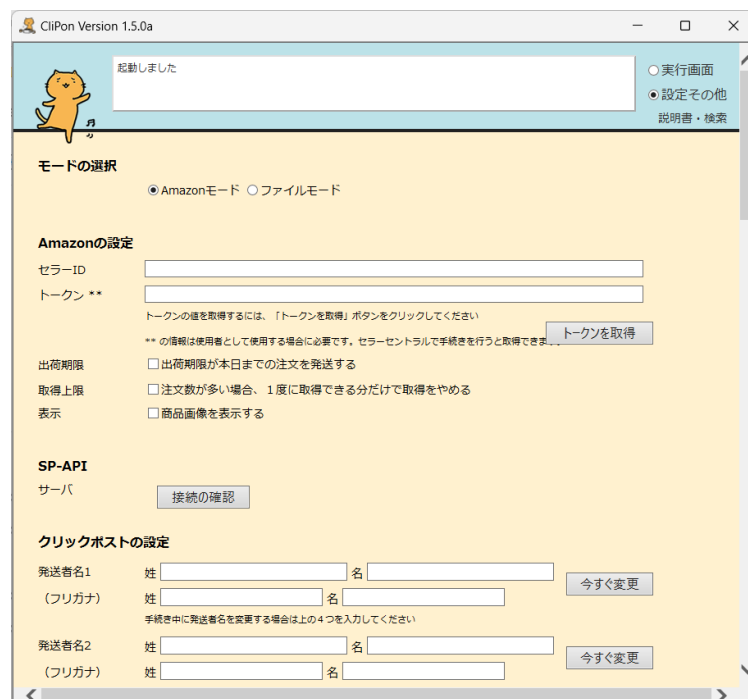 CliPon Version 1.5.0a
起動しました
実行画面
設定その他
説明書・検索
モードの選択
Amazonモード ファイルモード
Amazonの設定
セラーID
トークン **
トークンの値を取得するには、「トークンを取得」ボタンをクリックしてください
** の情報は使用者として使用する場合に必要です。セラーセントラルで手続きを行うと取得できます
トークンを取得
出荷期限 出荷期限が本日までの注文を発送する
取得上限 注文数が多い場合、1度に取得できる分だけで取得をやめる
表示 商品画像を表示する
SP-API
サーバ 接続の確認
クリックポストの設定
発送者名1 姓 名
今すぐ変更
（フリガナ） 姓 名
手続き中に発送者名を変更する場合は上の４つを入力してください
発送者名2 姓 名
今すぐ変更
（フリガナ） 姓 名